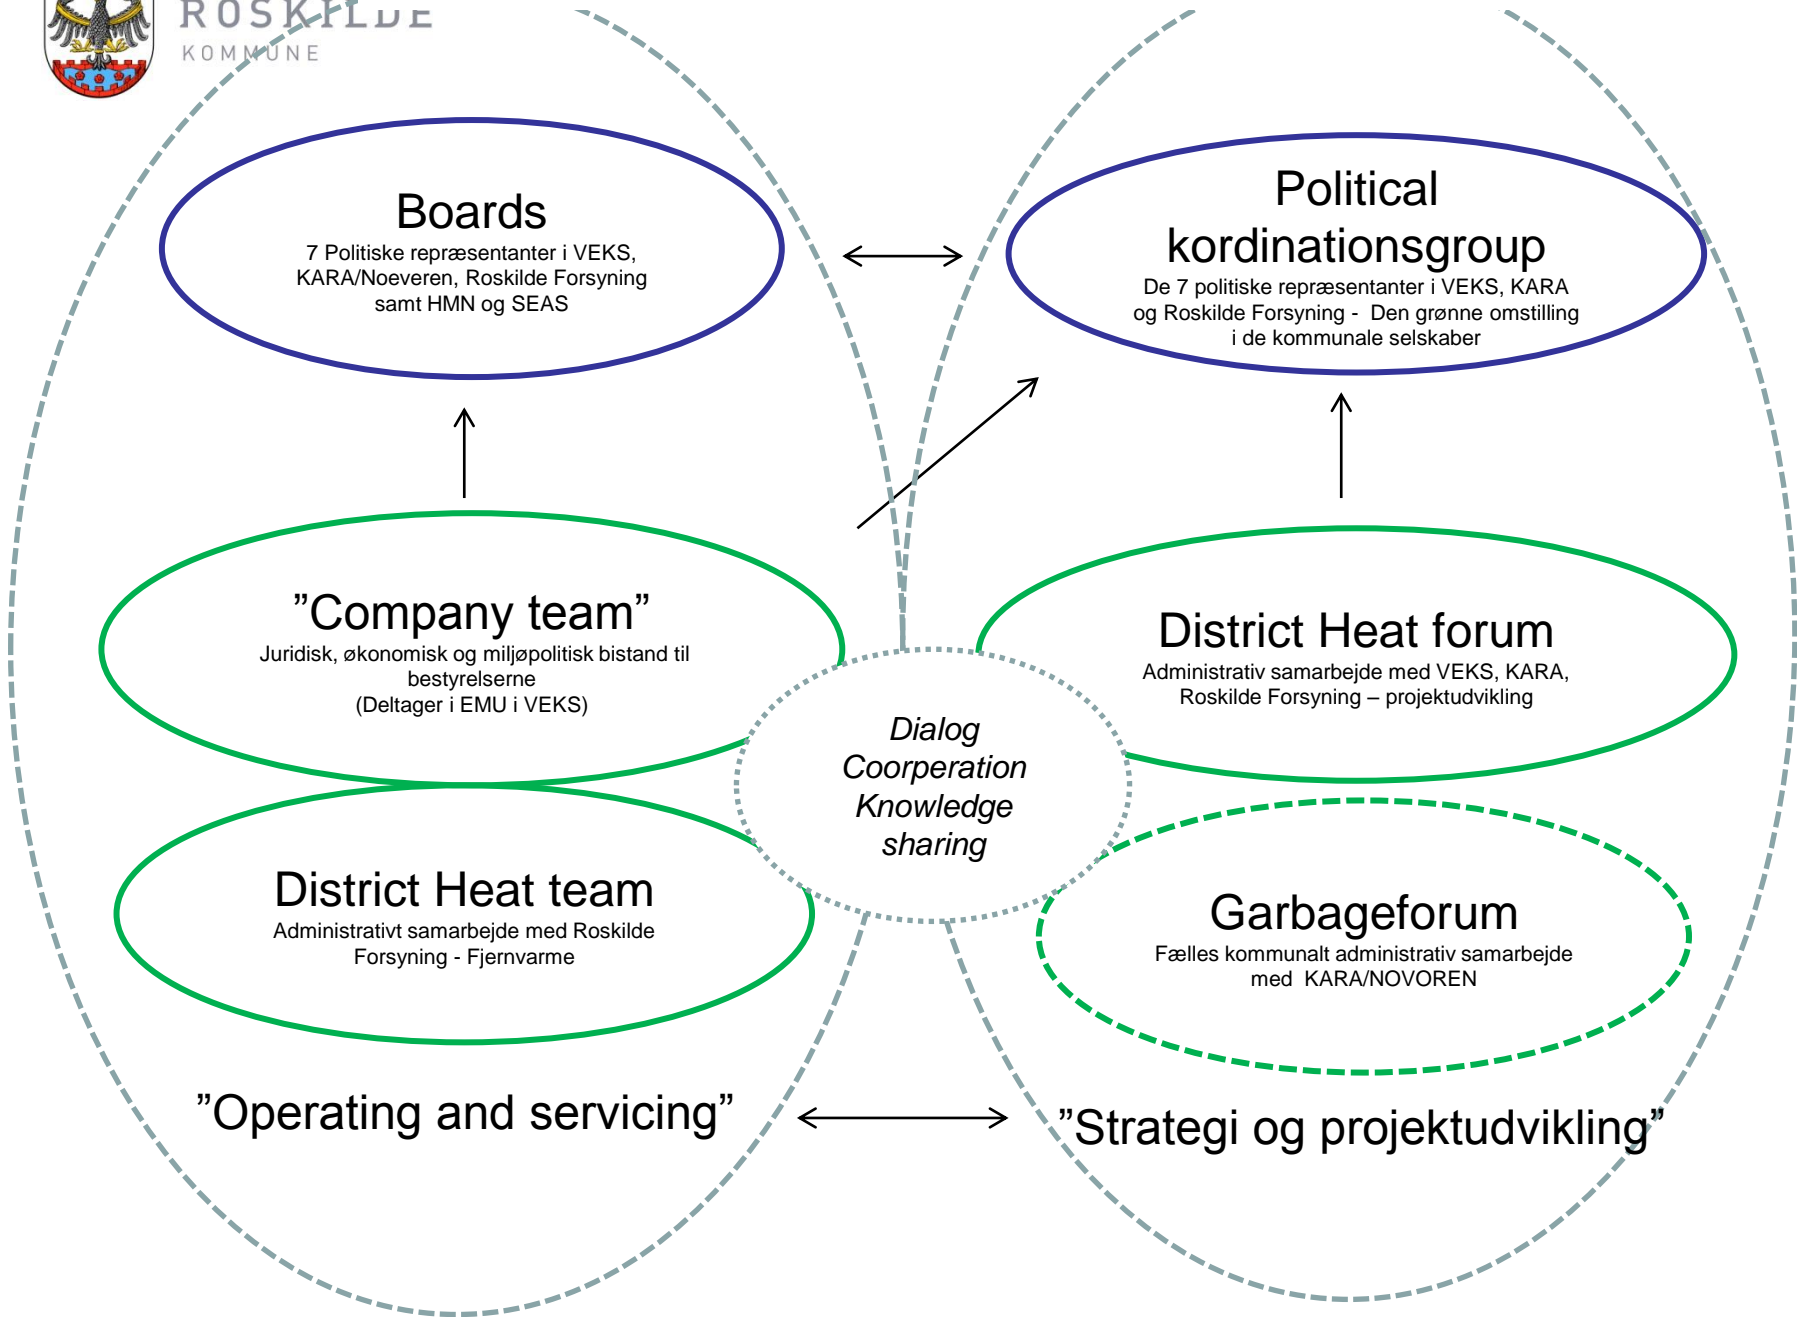 ROSKILDE
KOMMUNE
Boards
7 Politiske repræsentanter i VEKS,
KARA/Noeveren, Roskilde Forsyning
samt HMN og SEAS
Political
kordinationsgroup
De 7 politiske repræsentanter i VEKS, KARA
og Roskilde Forsyning - Den grønne omstilling
i de kommunale selskaber
”Company team”
Juridisk, økonomisk og miljøpolitisk bistand til
bestyrelserne
(Deltager i EMU i VEKS)
District Heat forum
Administrativ samarbejde med VEKS, KARA,
Roskilde Forsyning – projektudvikling
Dialog
Coorperation
Knowledge
sharing
District Heat team
Administrativt samarbejde med Roskilde
Forsyning - Fjernvarme
Garbageforum
Fælles kommunalt administrativ samarbejde
med KARA/NOVOREN
”Operating and servicing”
”Strategi og projektudvikling”